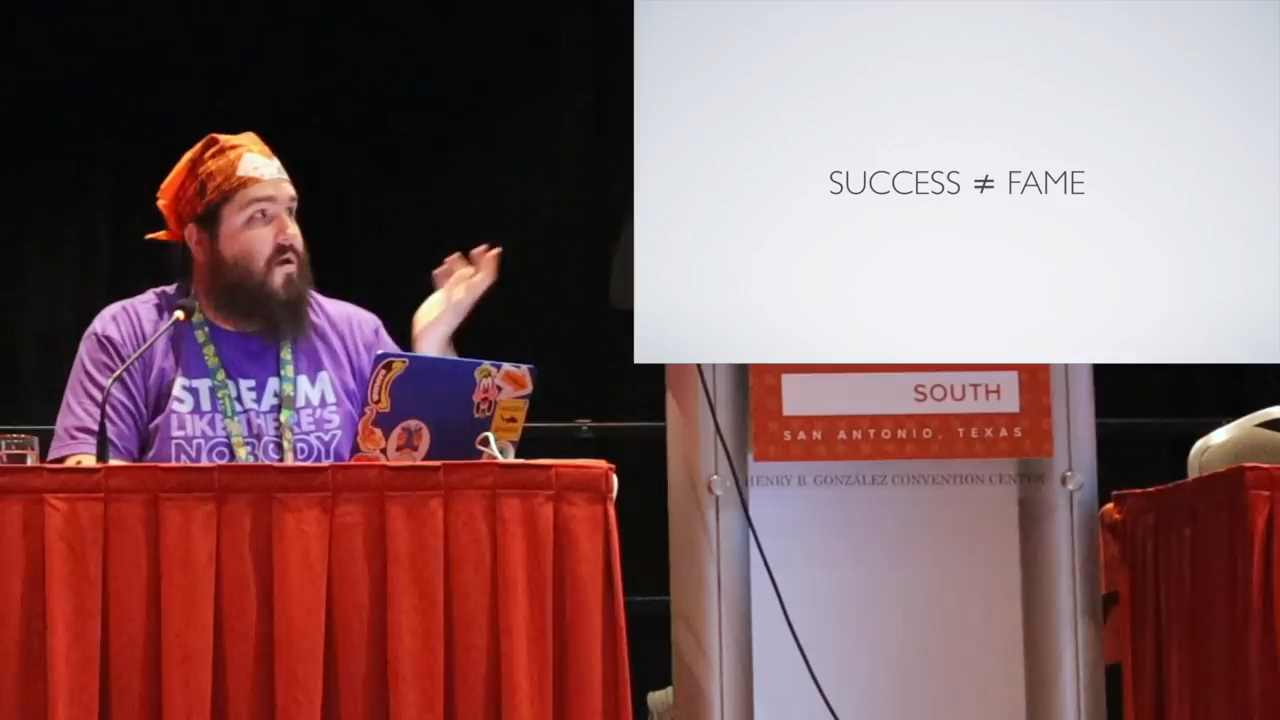 SUCCESS ≠ FAME
STREAM
LIKE THERE'S
NOBODY
SOUTH
SAN ANTONIO, TEXAS
HENRY B. GONZÁLEZ CONVENTION CENTER